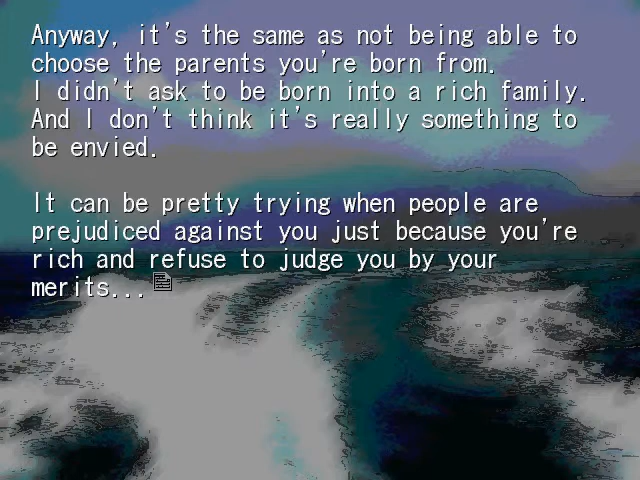 Anyway, it's the same as not being able to
choose the parents you're born from.
I didn't ask to be born into a rich family.
And I don't think it's really something to
be envied.
It can be pretty trying when people are
prejudiced against you just because you're
rich and refuse to judge you by your
merits...